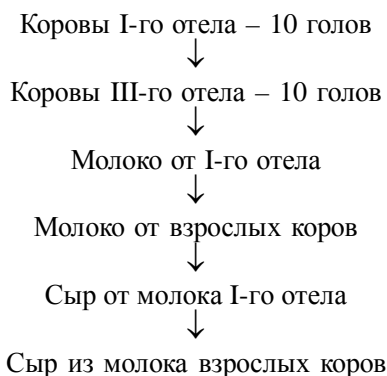 Коровы I-го отела – 10 голов
Коровы III-го отела – 10 голов
Молоко от I-го отела
Молоко от взрослых коров
Сыр от молока I-го отела
Сыр из молока взрослых коров